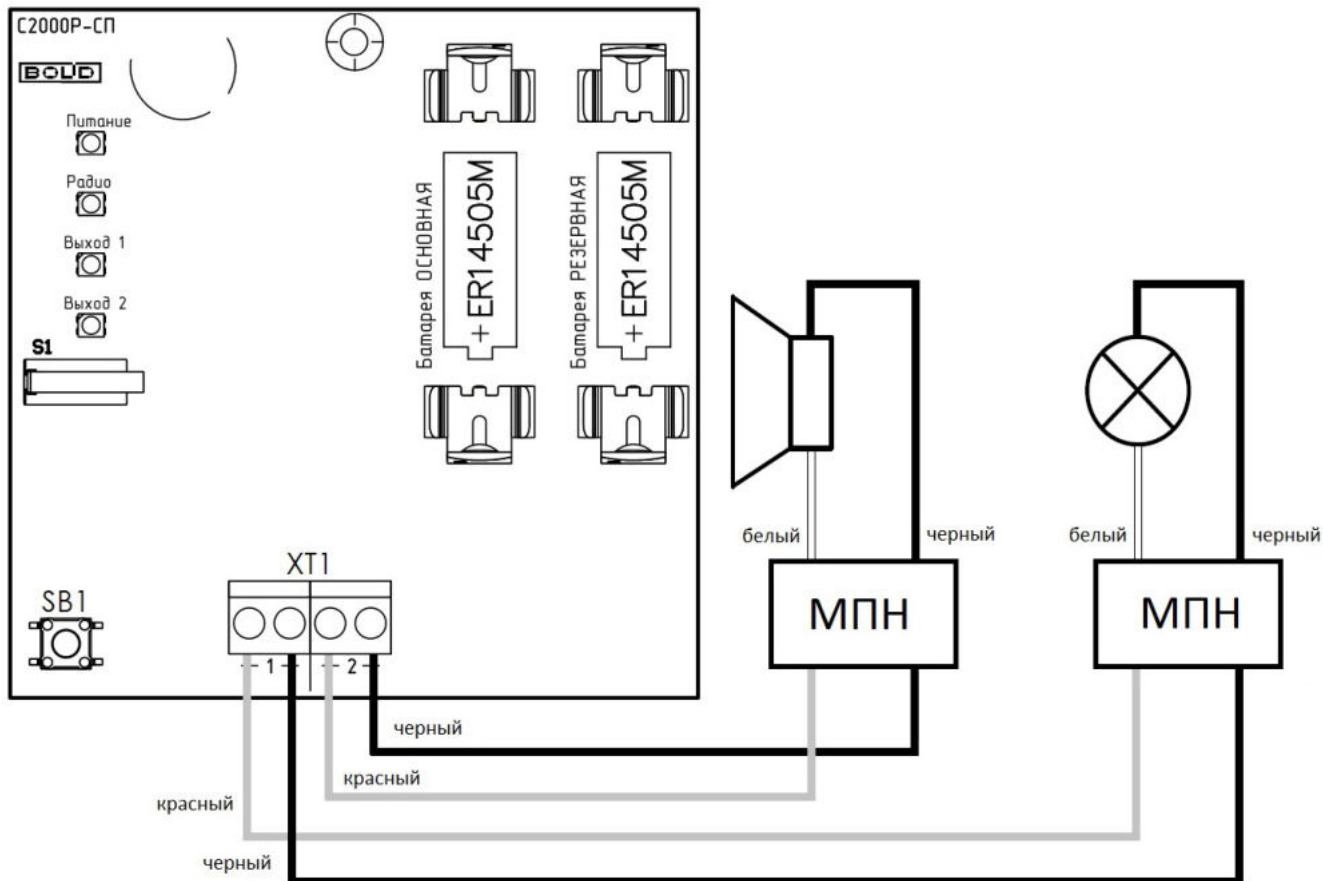 С2000Р-СП
BOLID
Питание
Радио
Выход 1
Выход 2
S1
Батарея ОСНОВНАЯ
+ ER14505M
Батарея РЕЗЕРВНАЯ
+ ER14505M
белый
черный
белый
черный
МПН
МПН
XT1
SB1
- 1 -
- 2 -
черный
красный
красный
черный